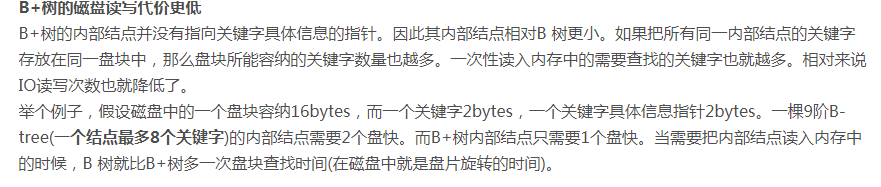 B+树的磁盘读写代价更低
B+树的内部结点并没有指向关键字具体信息的指针。因此其内部结点相对B 树更小。如果把所有同一内部结点的关键字
存放在同一盘块中，那么盘块所能容纳的关键字数量也越多。一次性读入内存中的需要查找的关键字也就越多。相对来说
IO读写次数也就降低了。
举个例子，假设磁盘中的一个盘块容纳16bytes，而一个关键字2bytes，一个关键字具体信息指针2bytes。一棵9阶B-
tree(一个结点最多8个关键字)的内部结点需要2个盘快。而B+树内部结点只需要1个盘快。当需要把内部结点读入内存中
的时候，B 树就比B+树多一次盘块查找时间(在磁盘中就是盘片旋转的时间)。